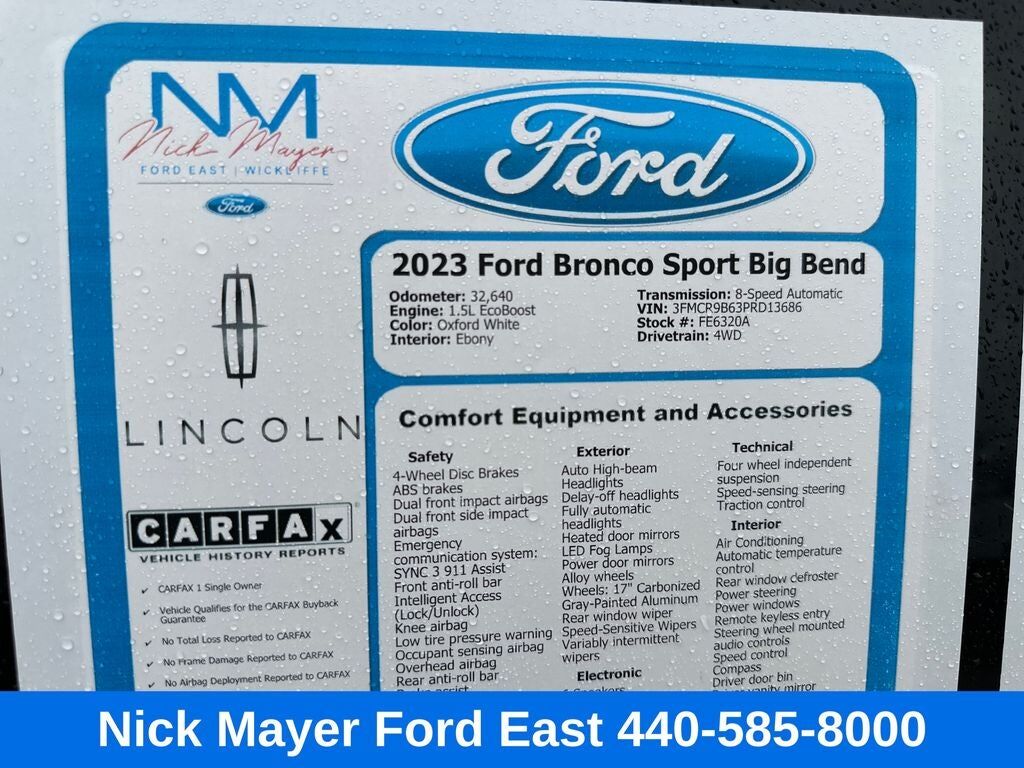 NM
Nick Mayer
FORD EAST | WICKLIFFE
Ford
Ford
LINCOLN
CARFAX
VEHICLE HISTORY REPORTS
✓ CARFAX 1 Single Owner
✓ Vehicle Qualifies for the CARFAX Buyback
Guarantee
✓ No Total Loss Reported to CARFAX
✓ No Frame Damage Reported to CARFAX
✓ No Airbag Deployment Reported to CARFAX
2023 Ford Bronco Sport Big Bend
Odometer: 32,640
Engine: 1.5L EcoBoost
Color: Oxford White
Interior: Ebony
Transmission: 8-Speed Automatic
VIN: 3FMCR9B63PRD13686
Stock #: FE6320A
Drivetrain: 4WD
Comfort Equipment and Accessories
Safety
4-Wheel Disc Brakes
ABS brakes
Dual front impact airbags
Dual front side impact
airbags
Emergency
communication system:
SYNC 3 911 Assist
Front anti-roll bar
Intelligent Access
(Lock/Unlock)
Knee airbag
Low tire pressure warning
Occupant sensing airbag
Overhead airbag
Rear anti-roll bar
Brake assist
Exterior
Auto High-beam
Headlights
Delay-off headlights
Fully automatic
headlights
Heated door mirrors
LED Fog Lamps
Power door mirrors
Alloy wheels
Wheels: 17" Carbonized
Gray-Painted Aluminum
Rear window wiper
Speed-Sensitive Wipers
Variably intermittent
wipers
Electronic
6 Speakers
Technical
Four wheel independent
suspension
Speed-sensing steering
Traction control
Interior
Air Conditioning
Automatic temperature
control
Rear window defroster
Power steering
Power windows
Remote keyless entry
Steering wheel mounted
audio controls
Speed control
Compass
Driver door bin
vanity mirror
Nick Mayer Ford East 440-585-8000